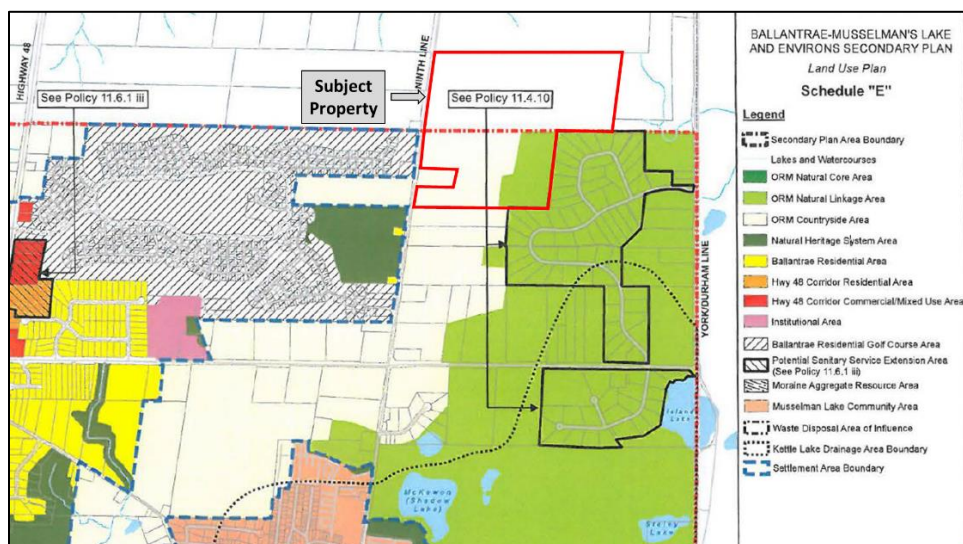 HIGHWAY 48
NINTH LINE
See Policy 11.6.1 iii
Subject
Property
See Policy 11.4.10
YORK/DURHAM LINE
Island
Lake
McKowen
(Shadow
Lake)
Lake
BALLANTRAE-MUSSELMAN'S LAKE
AND ENVIRONS SECONDARY PLAN
Land Use Plan
Schedule "E"
Legend
Secondary Plan Area Boundary
Lakes and Watercourses
ORM Natural Core Area
ORM Natural Linkage Area
ORM Countryside Area
Natural Heritage System Area
Ballantrae Residential Area
Hwy 48 Corridor Residential Area
Hwy 48 Corridor Commercial/Mixed Use Area
Institutional Area
Ballantrae Residential Golf Course Area
Potential Sanitary Service Extension Area
(See Policy 11.6.1 iii)
Moraine Aggregate Resource Area
Musselman Lake Community Area
Waste Disposal Area of Influence
Kettle Lake Drainage Area Boundary
Settlement Area Boundary